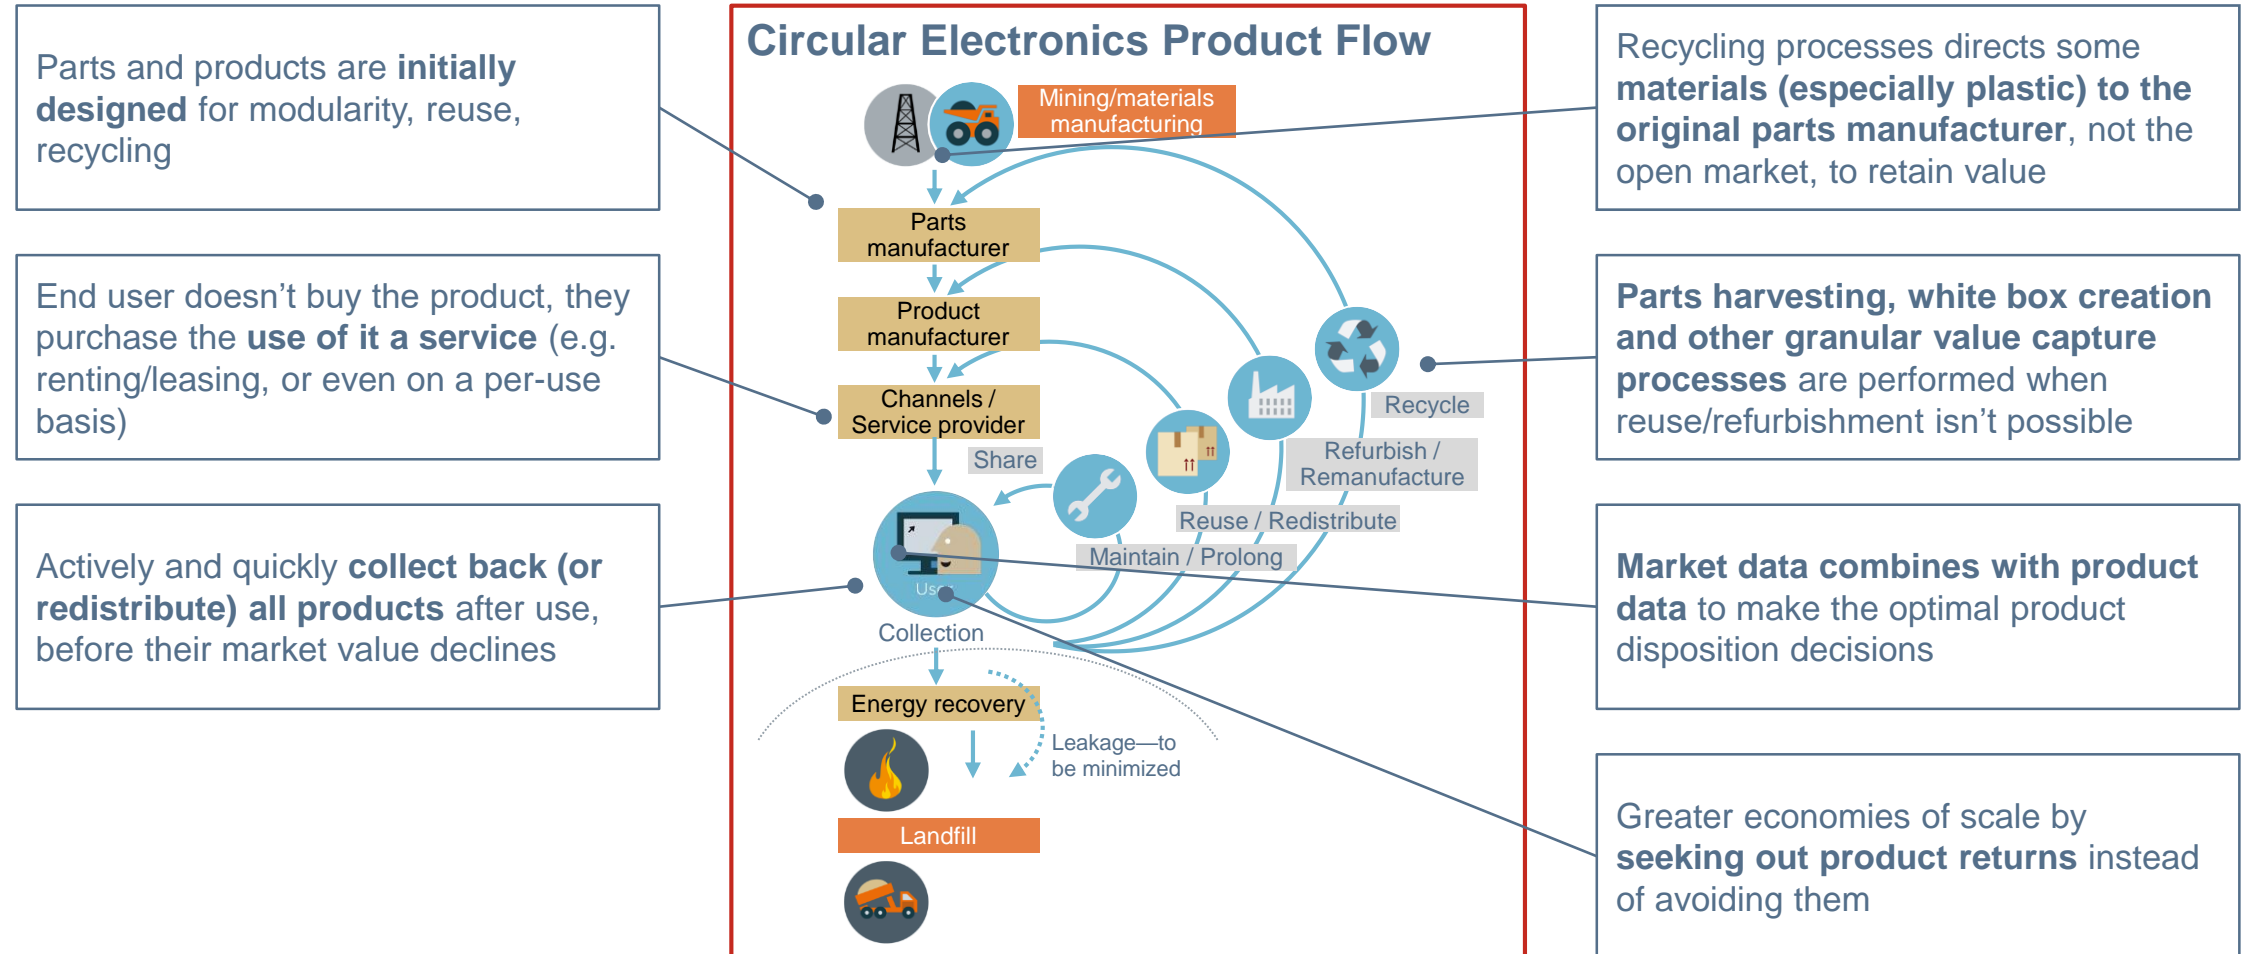 Parts and products are initially
designed for modularity, reuse,
recycling
End user doesn’t buy the product, they
purchase the use of it a service (e.g.
renting/leasing, or even on a per-use
basis)
Actively and quickly collect back (or
redistribute) all products after use,
before their market value declines
Circular Electronics Product Flow
Mining/materials
manufacturing
Parts
manufacturer
Product
manufacturer
Channels /
Service provider
Share
Recycle
Refurbish /
Remanufacture
Reuse / Redistribute
Maintain / Prolong
User
Collection
Energy recovery
Leakage—to
be minimized
Landfill
Recycling processes directs some
materials (especially plastic) to the
original parts manufacturer, not the
open market, to retain value
Parts harvesting, white box creation
and other granular value capture
processes are performed when
reuse/refurbishment isn’t possible
Market data combines with product
data to make the optimal product
disposition decisions
Greater economies of scale by
seeking out product returns instead
of avoiding them